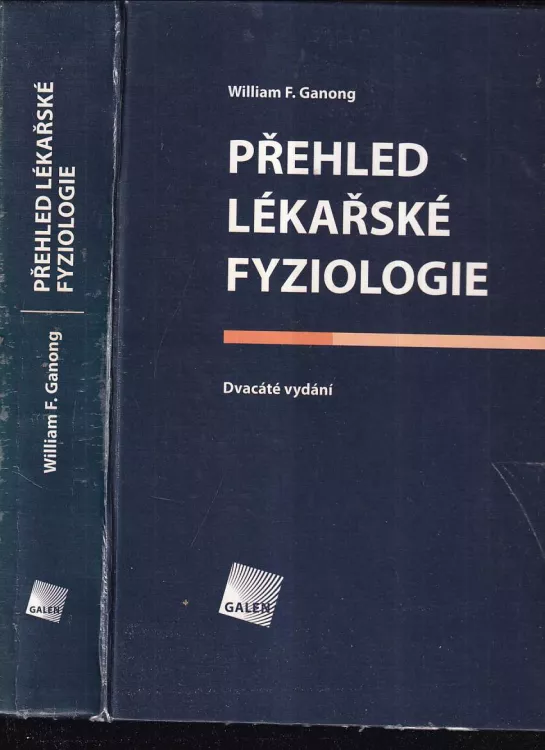 PŘEHLED LÉKAŘSKÉ
FYZIOLOGIE
William F. Ganong
GALEN
William F. Ganong
PŘEHLED
LÉKAŘSKÉ
FYZIOLOGIE
Dvacáté vydání
GALEN